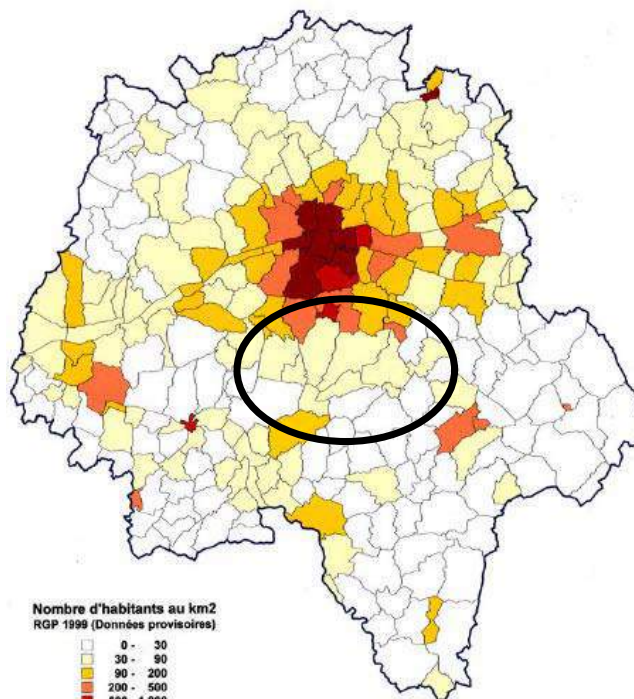 Nombre d'habitants au km2
RGP 1999 (Données provisoires)
0 - 30
30 - 90
90 - 200
200 - 500